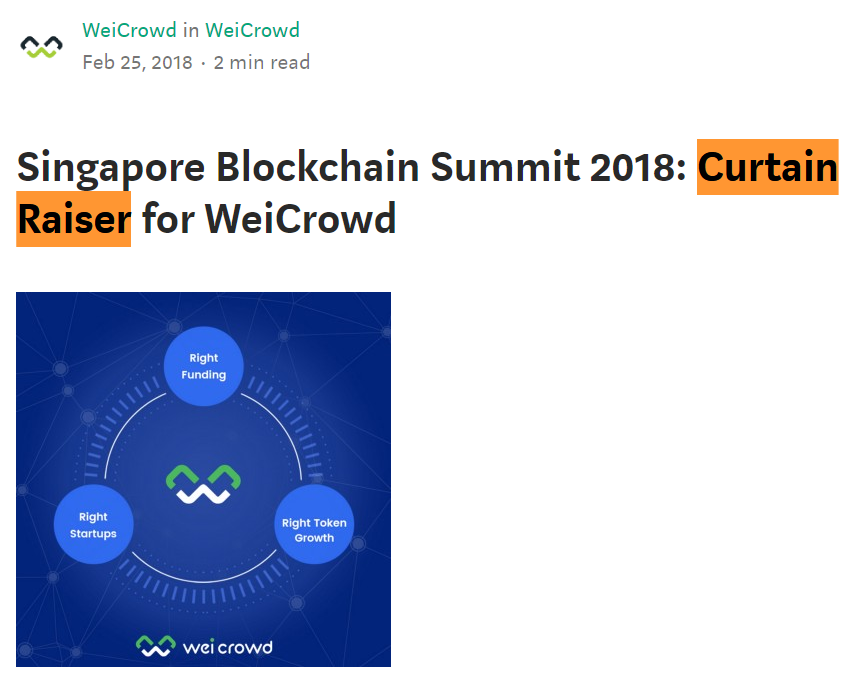 WeiCrowd in WeiCrowd
Feb 25, 2018 · 2 min read
Singapore Blockchain Summit 2018: Curtain
Raiser for WeiCrowd
Right
Funding
Right
Startups
Right Token
Growth
wei crowd